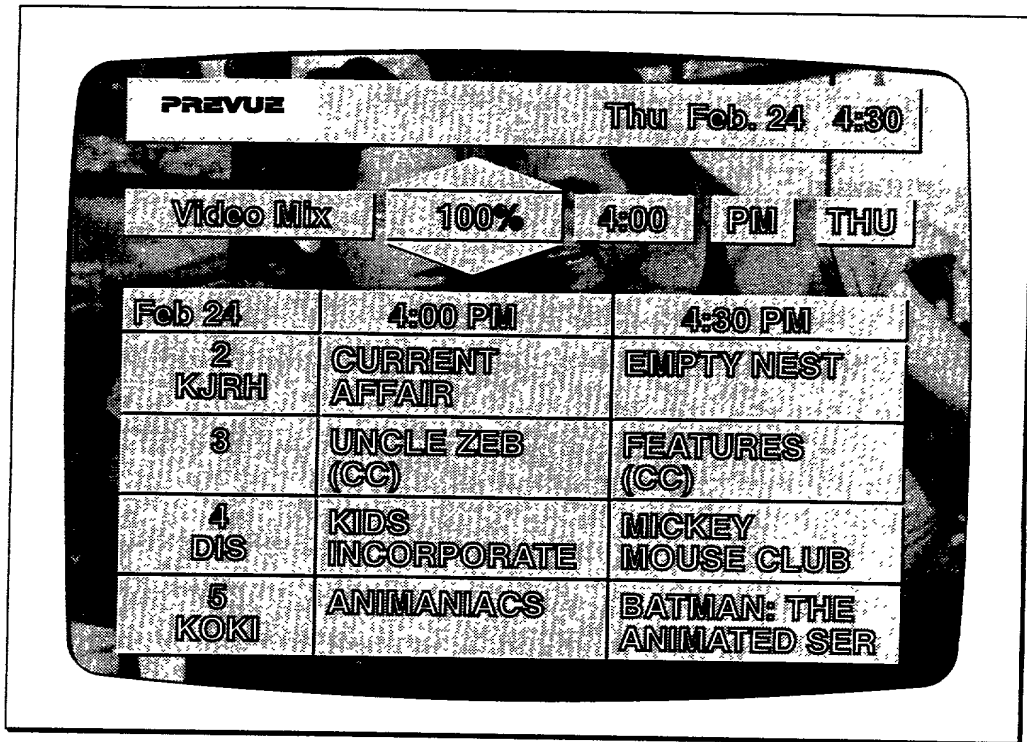 PREVUE Thu Feb. 24 4:30
Video Mix 100% 4:00 PM THU
Feb 24 4:00 PM 4:30 PM
2 KJRH CURRENT AFFAIR EMPTY NEST
3 UNCLE ZEB (CC) FEATURES (CC)
4 DIS KIDS INCORPORATE MICKEY MOUSE CLUB
5 KOKI ANIMANIACS BATMAN: THE ANIMATED SER